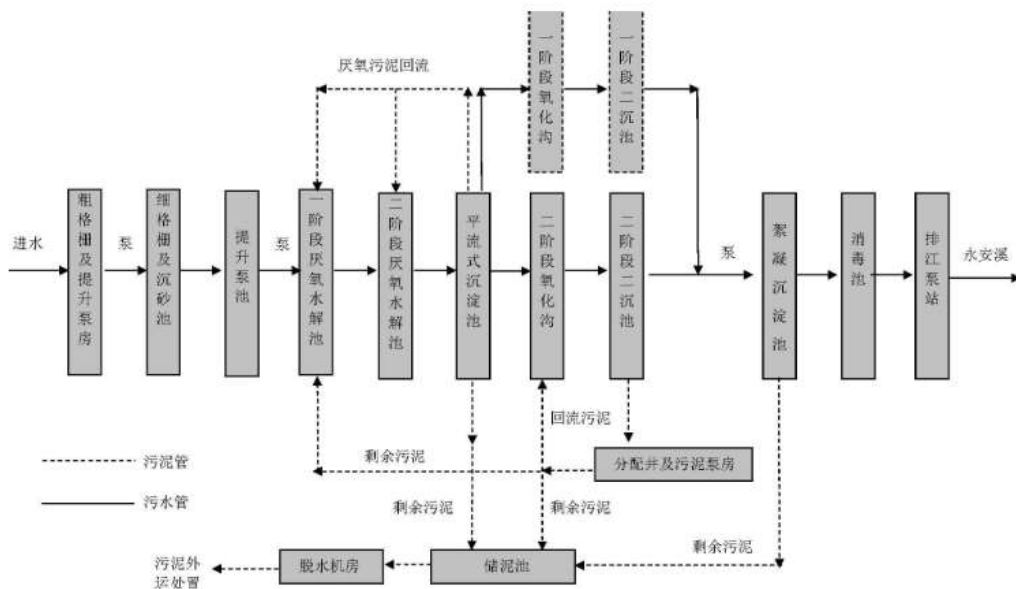 厌氧污泥回流
一阶段氧化沟
一阶段二沉池
进水
粗格栅及提升泵房
泵
细格栅及沉砂池
提升泵池
泵
一阶段厌氧水解池
二阶段厌氧水解池
平流式沉淀池
二阶段氧化沟
二阶段二沉池
泵
絮凝沉淀池
消毒池
排江泵站
永安溪
回流污泥
污泥管
剩余污泥
分配井及污泥泵房
污水管
剩余污泥
剩余污泥
剩余污泥
污泥外
运处置
脱水机房
储泥池